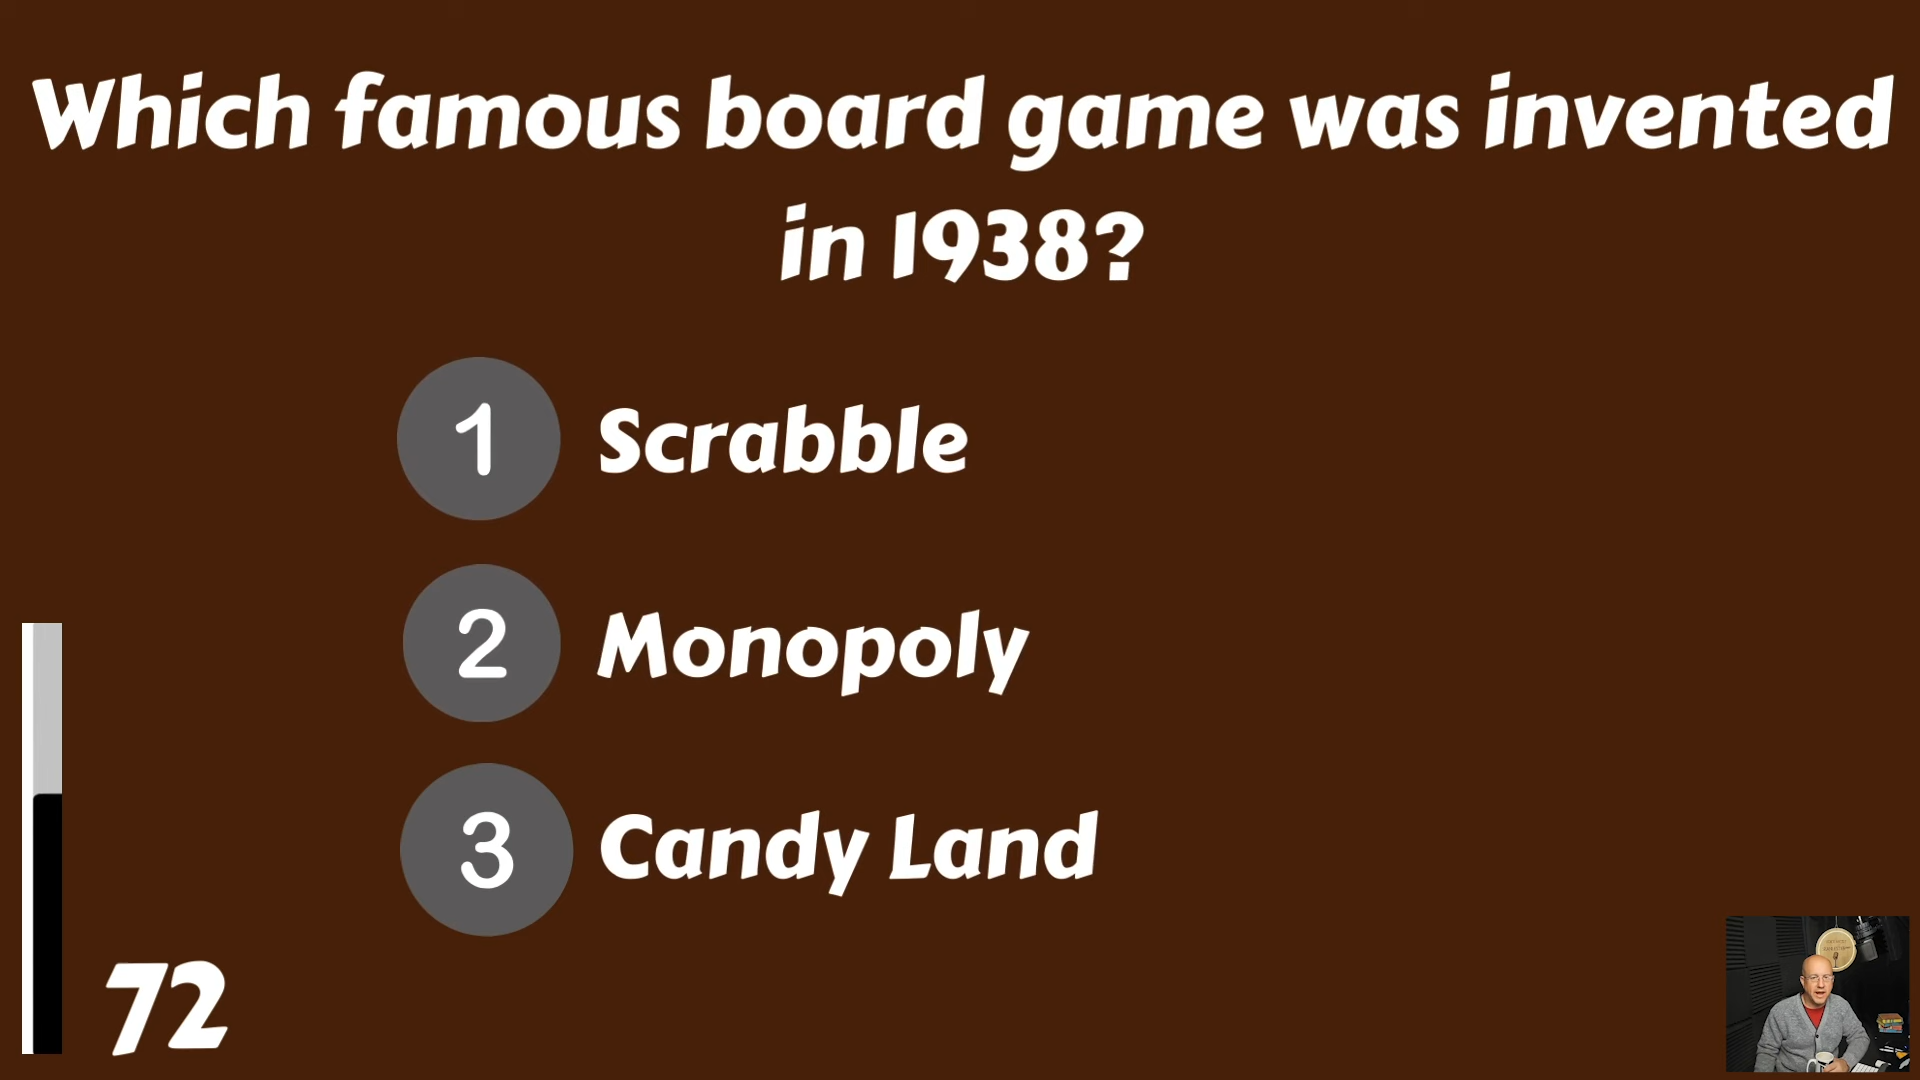 Which famous board game was invented
in 1938?
1 Scrabble
2 Monopoly
3 Candy Land
72